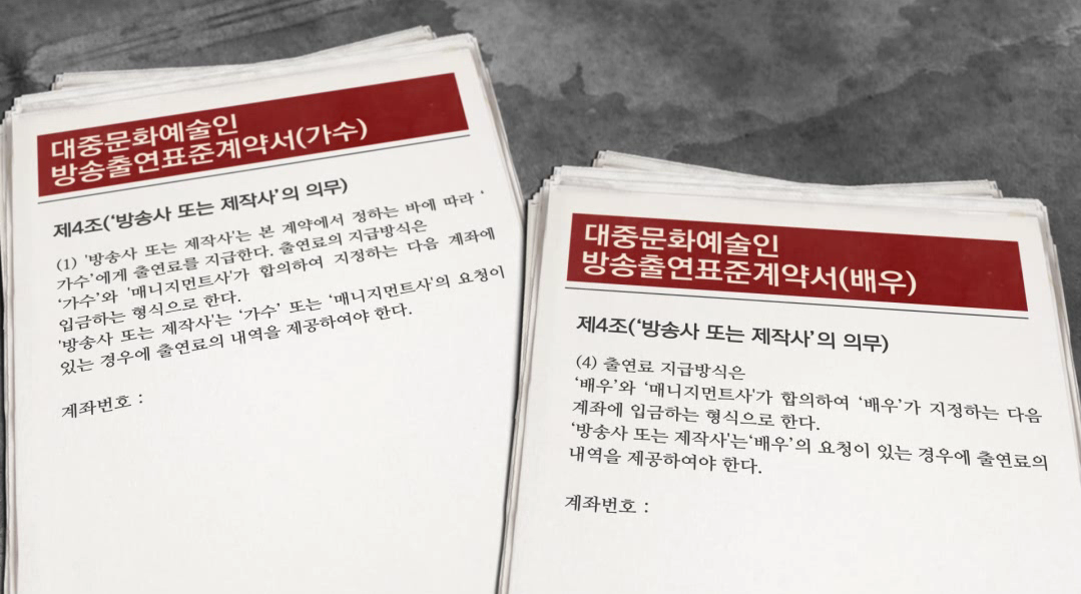 대중문화예술인
방송출연표준계약서(가수)
제4조(‘방송사 또는 제작사’의 의무)
(1) '방송사 또는 제작사'는 본 계약에서 정하는 바에 따라 ‘
가수’에게 출연료를 지급한다. 출연료의 지급방식은
‘가수’와 '매니지먼트사'가 합의하여 지정하는 다음 계좌에
입금하는 형식으로 한다.
'방송사 또는 제작사'는 ‘가수’ 또는 ‘매니지먼트사'의 요청이
있는 경우에 출연료의 내역을 제공하여야 한다.
계좌번호 :
대중문화예술인
방송출연표준계약서(배우)
제4조(‘방송사 또는 제작사’의 의무)
(4) 출연료 지급방식은
‘배우’와 ‘매니지먼트사'가 합의하여 ‘배우’가 지정하는 다음
계좌에 입금하는 형식으로 한다.
‘방송사 또는 제작사'는‘배우’의 요청이 있는 경우에 출연료의
내역을 제공하여야 한다.
계좌번호 :